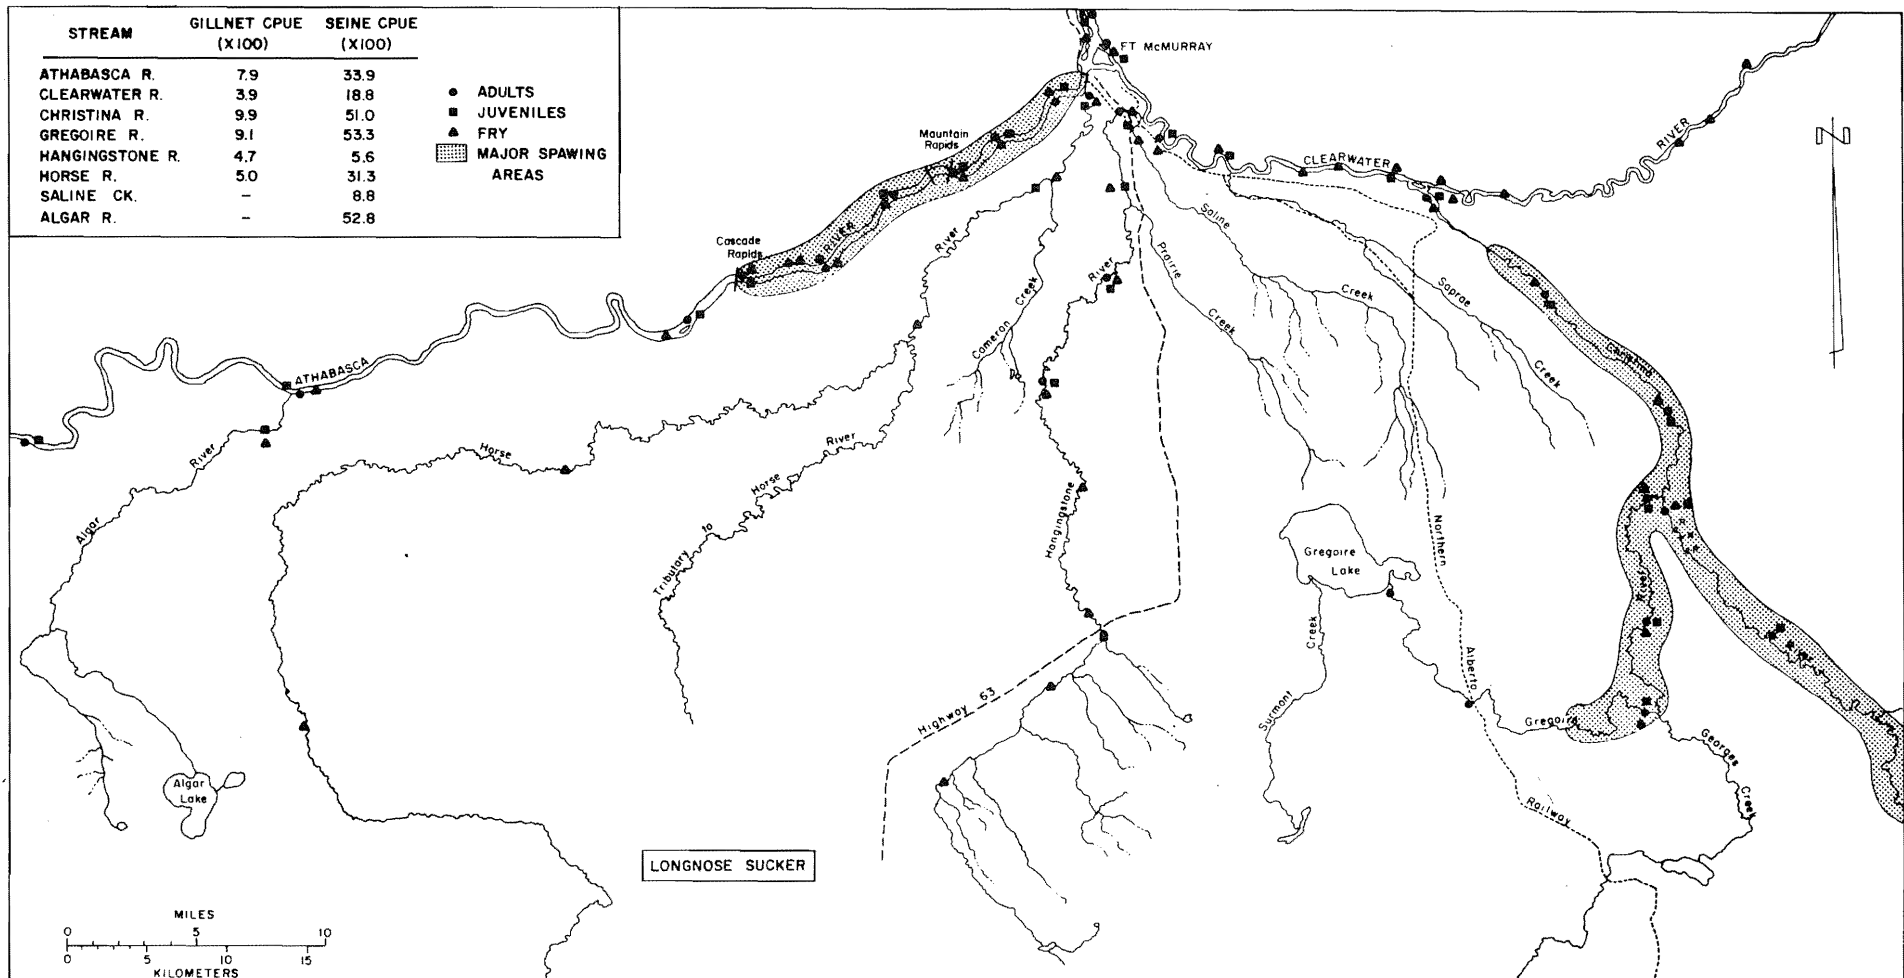 STREAM GILLNET CPUE SEINE CPUE
(X100) (X100)
ATHABASCA R. 7.9 33.9
CLEARWATER R. 3.9 18.8
CHRISTINA R. 9.9 51.0
GREGOIRE R. 9.1 53.3
HANGINGSTONE R. 4.7 5.6
HORSE R. 5.0 31.3
SALINE CK. – 8.8
ALGAR R. – 52.8
ADULTS
JUVENILES
FRY
MAJOR SPAWING
AREAS
FT McMURRAY
Mountain
Rapids
CLEARWATER
RIVER
N
Cascade
Rapids
RIVER
River
Creek
Cameron
River
Saline
Prairie
Creek
Creek
Saprae
Creek
Christina
ATHABASCA
River
Algar
Horse
River
Horse
to
Tributary
Hangingstone
Northern
Gregoire
Lake
River
Creek
Surmont
Alberta
River
Highway 63
Gregoire
Georges
Creek
Railway
Algar
Lake
LONGNOSE SUCKER
MILES
0 5 10
0 5 10 15
KILOMETERS